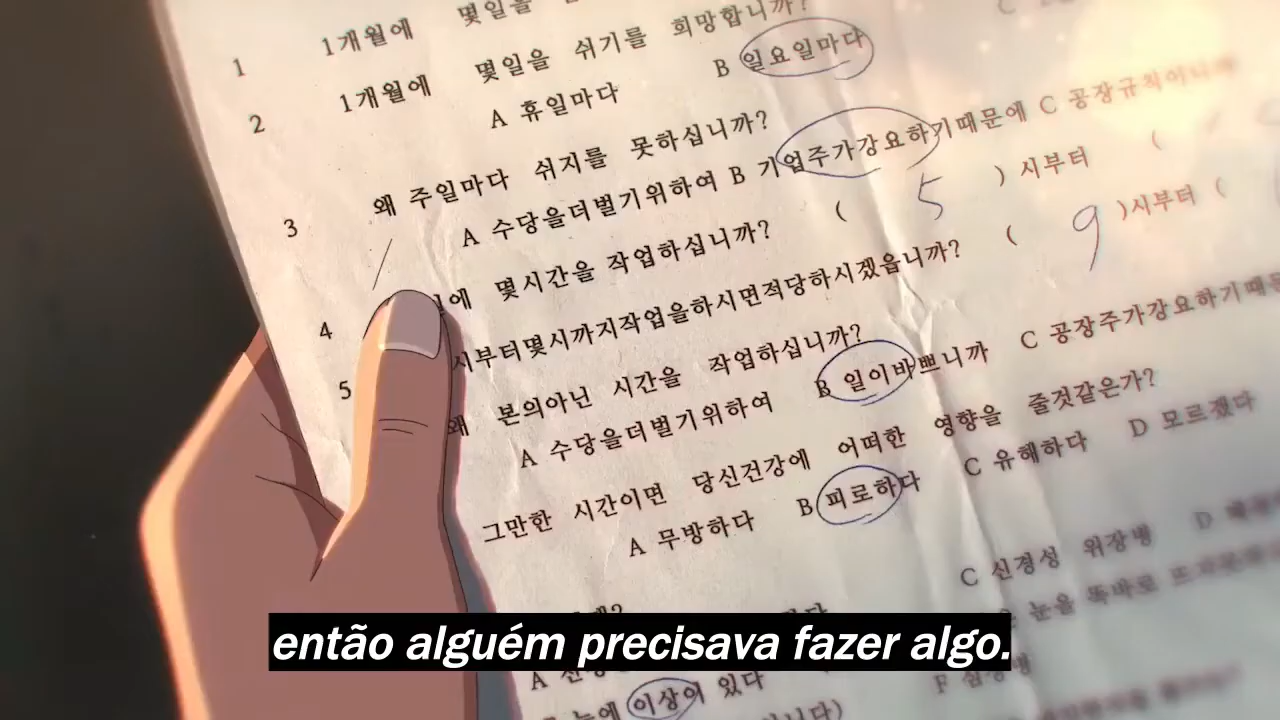 1 1개월에 몇일을
2 1개월에 몇일을 쉬기를 희망합니까?
A 휴일마다 B 일요일마다
3 왜 주일마다 쉬지를 못하십니까?
A 수당을더벌기위하여 B 기업주가강요하기때문에 C 공장규칙이니까
4 에 몇시간을 작업하십니까? ( 5 ) 시부터 (
5 시부터몇시까지작업을하시면적당하시겠읍니까? ( 9 )시부터 (
왜 본의아닌 시간을 작업하십니까?
A 수당을더벌기위하여 B 일이바쁘니까 C 공장주가강요하기때문
그만한 시간이면 당신건강에 어떠한 영향을 줄것같은가?
A 무방하다 B 피로하다 C 유해하다 D 모르겠다
C 신경성 위장병 D
눈을 똑바로
A
눈에 이상이 있다 F
então alguém precisava fazer algo.